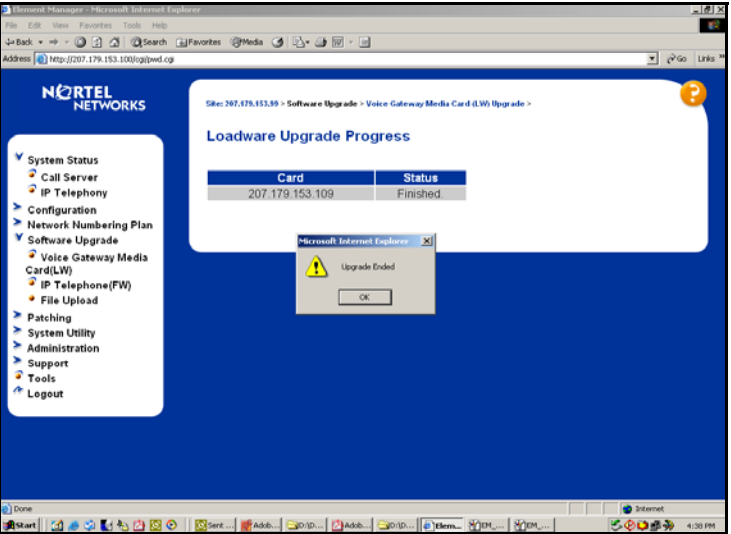 Element Manager - Microsoft Internet Explorer
File Edit View Favorites Tools Help
Back Search Favorites Media
Address http://207.179.153.100/cgi/pwd.cgi Go Links »
NORTEL
NETWORKS
Site: 207.179.153.99 > Software Upgrade > Voice Gateway Media Card (LW) Upgrade >
Loadware Upgrade Progress
Card Status
207.179.153.109 Finished.
System Status
Call Server
IP Telephony
Configuration
Network Numbering Plan
Software Upgrade
Voice Gateway Media
Card(LW)
IP Telephone(FW)
File Upload
Patching
System Utility
Administration
Support
Tools
Logout
Microsoft Internet Explorer
Upgrade Ended
OK
Done Internet
Start Sent ... Adob... D:\D... Adob... D:\D... Elem... EM_... EM_... 4:38 PM